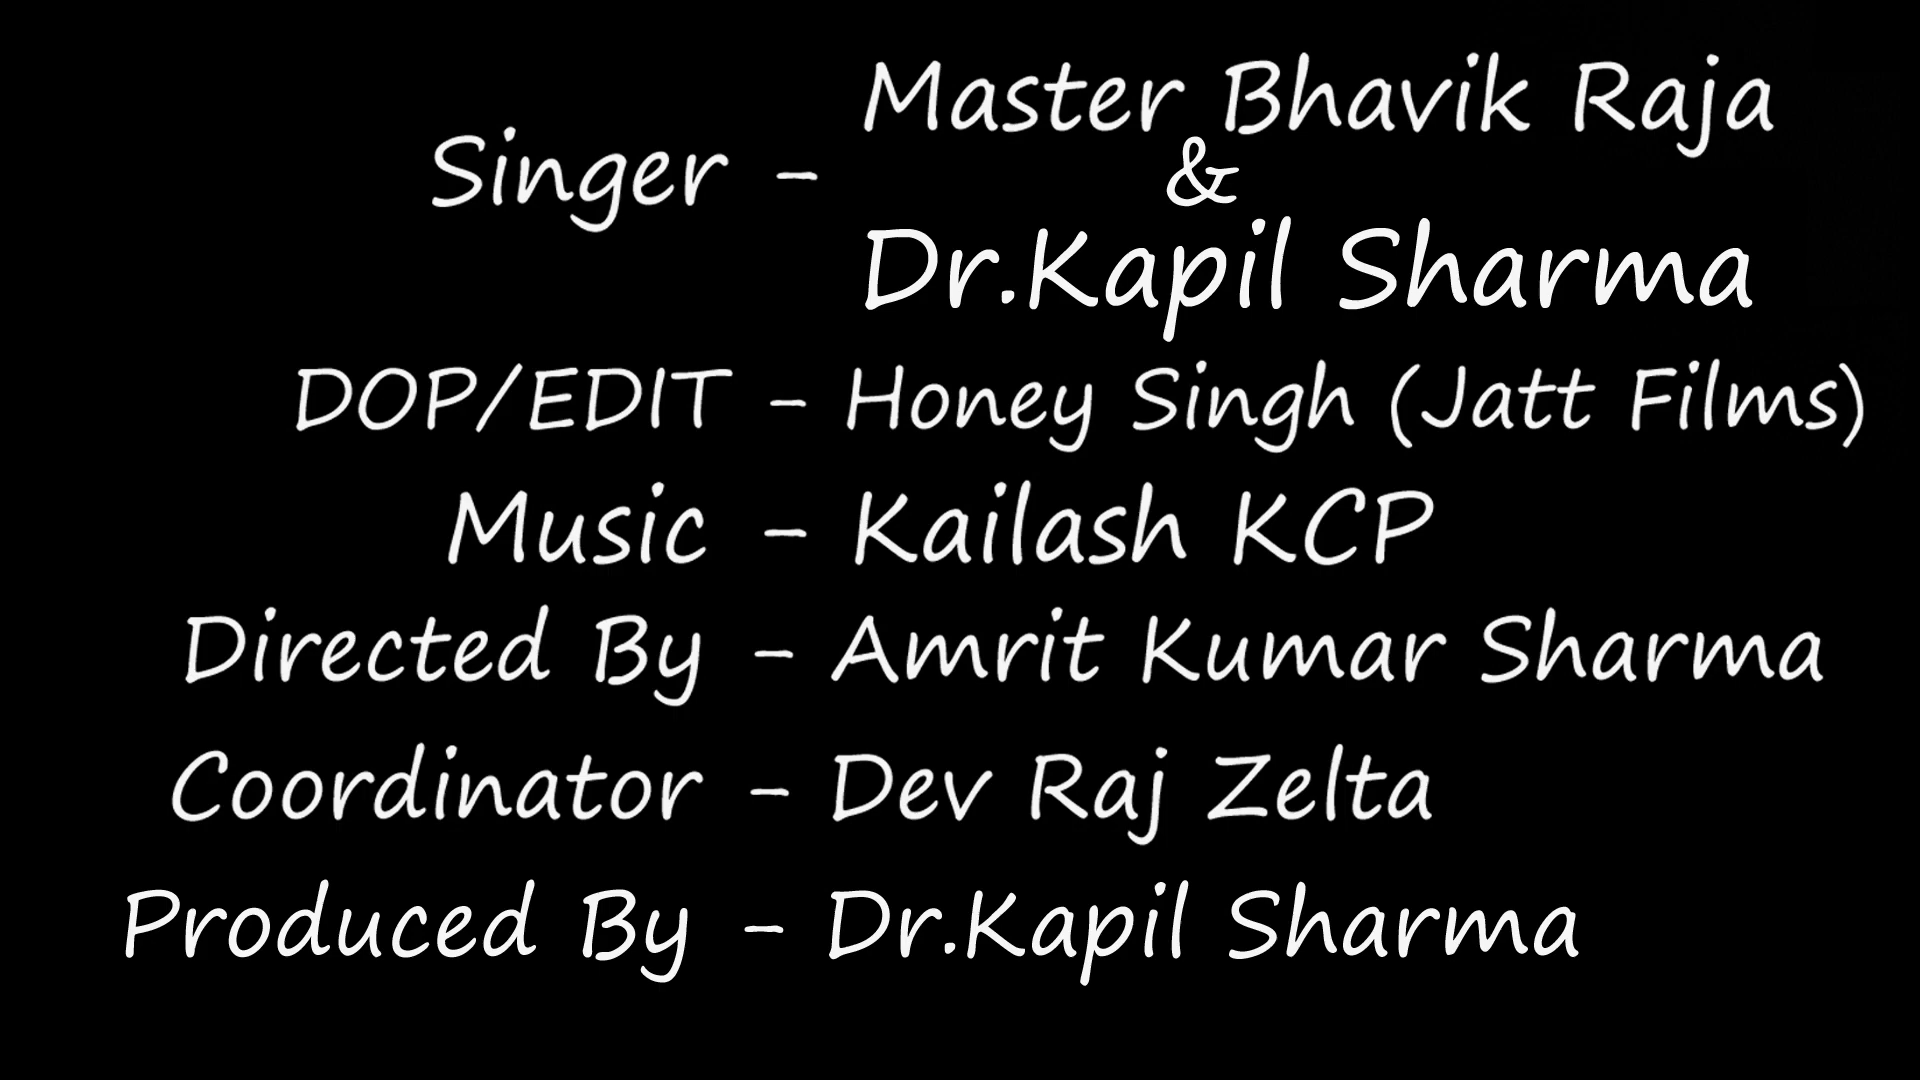 Master Bhavik Raja
Singer - &
Dr.Kapil Sharma
DOP/EDIT - Honey Singh (Jatt Films)
Music - Kailash KCP
Directed By - Amrit Kumar Sharma
Coordinator - Dev Raj Zelta
Produced By - Dr.Kapil Sharma